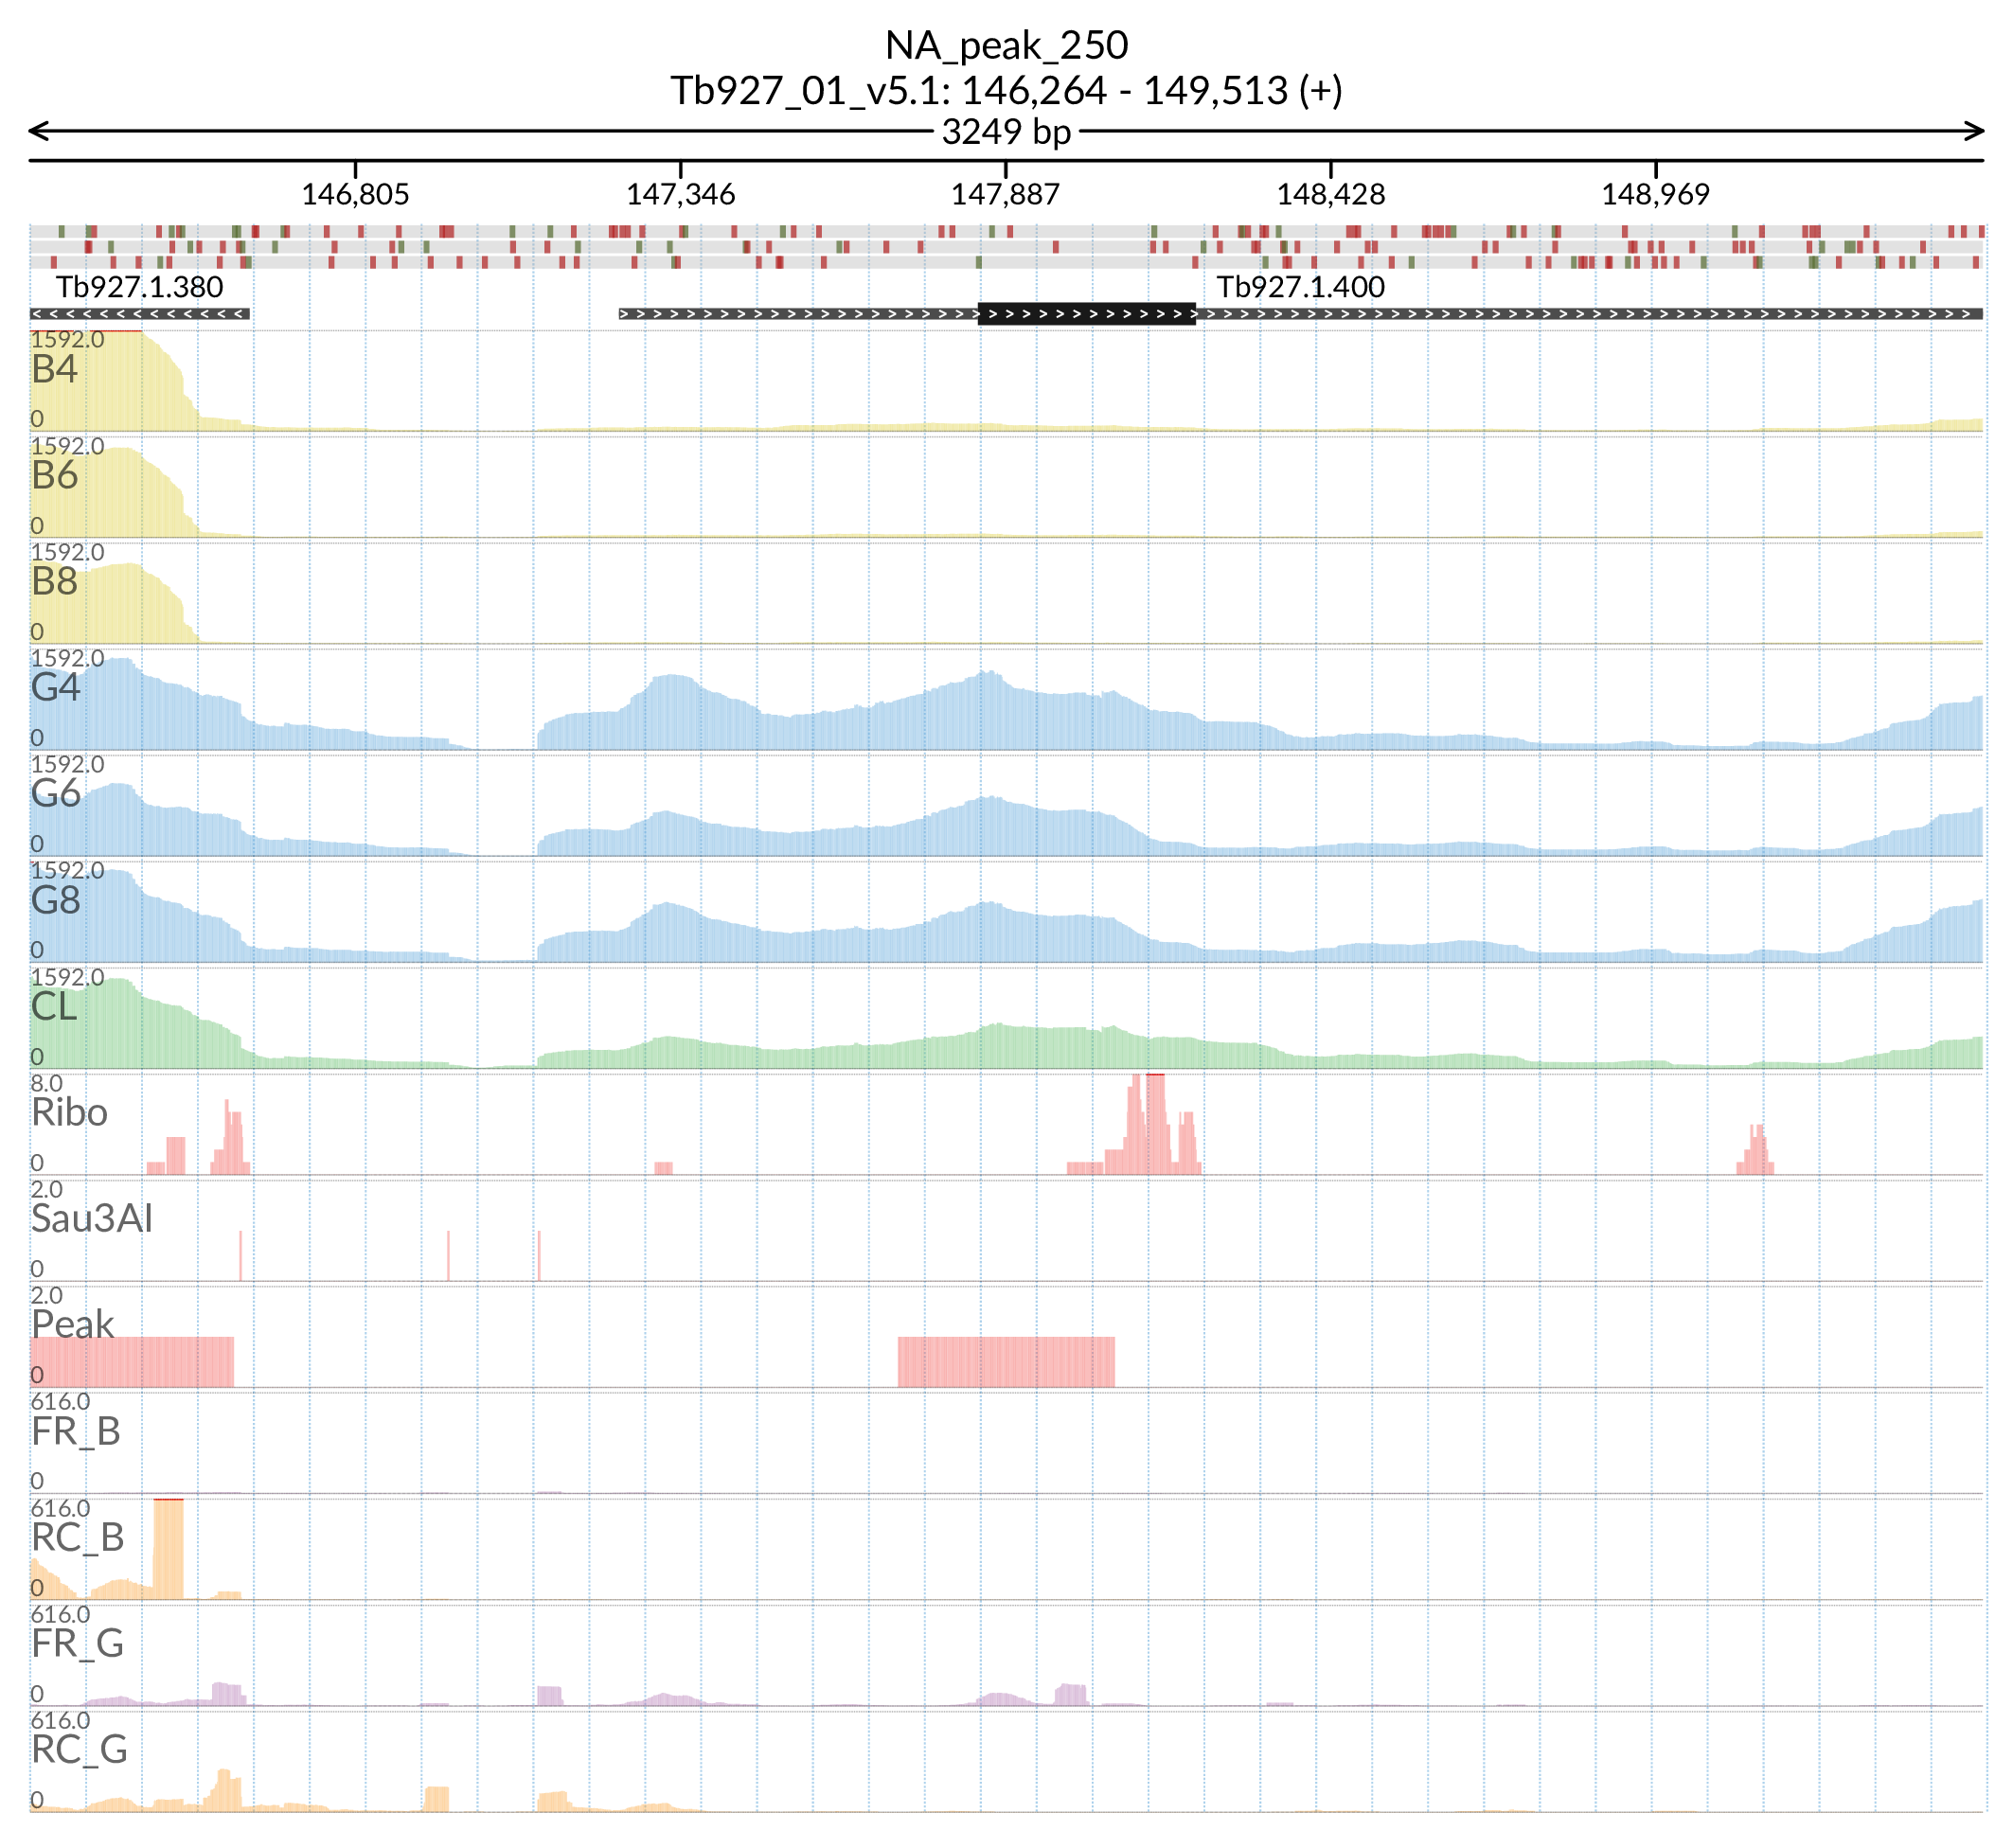 NA_peak_250
Tb927_01_v5.1: 146,264 - 149,513 (+)
3249 bp
146,805 147,346 147,887 148,428 148,969
Tb927.1.380 Tb927.1.400
1592.0
B4
0
1592.0
B6
0
1592.0
B8
0
1592.0
G4
0
1592.0
G6
0
1592.0
G8
0
1592.0
CL
0
8.0
Ribo
0
2.0
Sau3AI
0
2.0
Peak
0
616.0
FR_B
0
616.0
RC_B
0
616.0
FR_G
0
616.0
RC_G
0